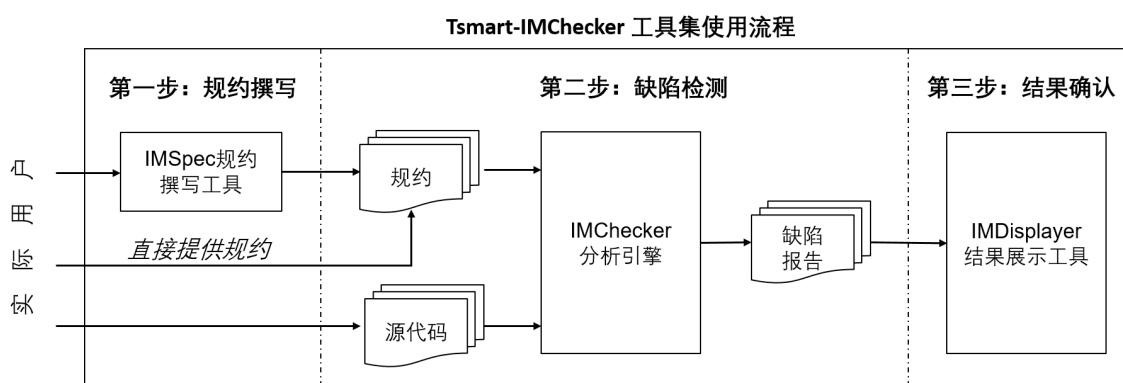 Tsmart-IMChecker 工具集使用流程
第一步：规约撰写
第二步：缺陷检测
第三步：结果确认
实际用户
IMSpec规约
撰写工具
规约
直接提供规约
源代码
IMChecker
分析引擎
缺陷
报告
IMDisplayer
结果展示工具